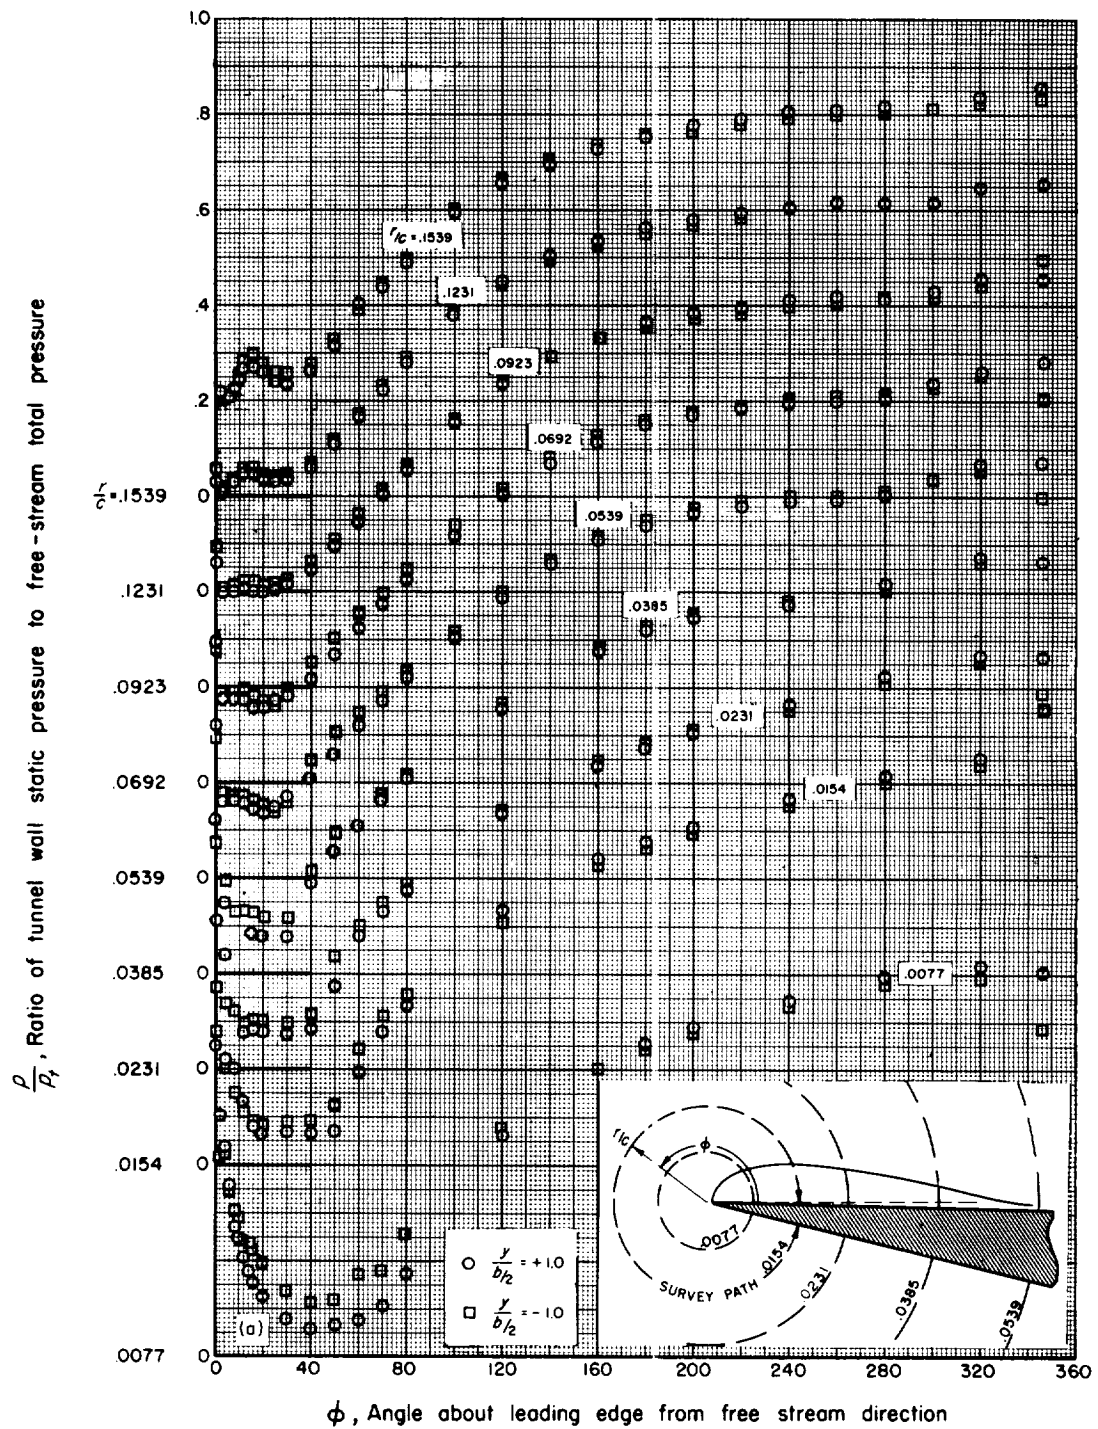 1.0
.8
.6
.4
.2
r/c = .1539 0
.1231 0
.0923 0
.0692 0
.0539 0
.0385 0
.0231 0
.0154 0
.0077 0
p/pt, Ratio of tunnel wall static pressure to free-stream total pressure
r/c = .1539
.1231
.0923
.0692
.0539
.0385
.0231
.0154
.0077
r/c
ϕ
.0077
SURVEY PATH .0154
.0231
.0385
.0539
○ y/b/2 = +1.0
□ y/b/2 = -1.0
(a)
0 40 80 120 160 200 240 280 320 360
ϕ, Angle about leading edge from free stream direction